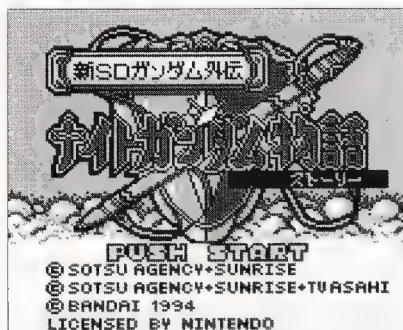 新SDガンダム外伝
ナイトガンダム物語
ストーリー
PUSH START
©SOTSU AGENCY•SUNRISE
©SOTSU AGENCY•SUNRISE•TV ASAHI
©BANDAI 1994
LICENSED BY NINTENDO